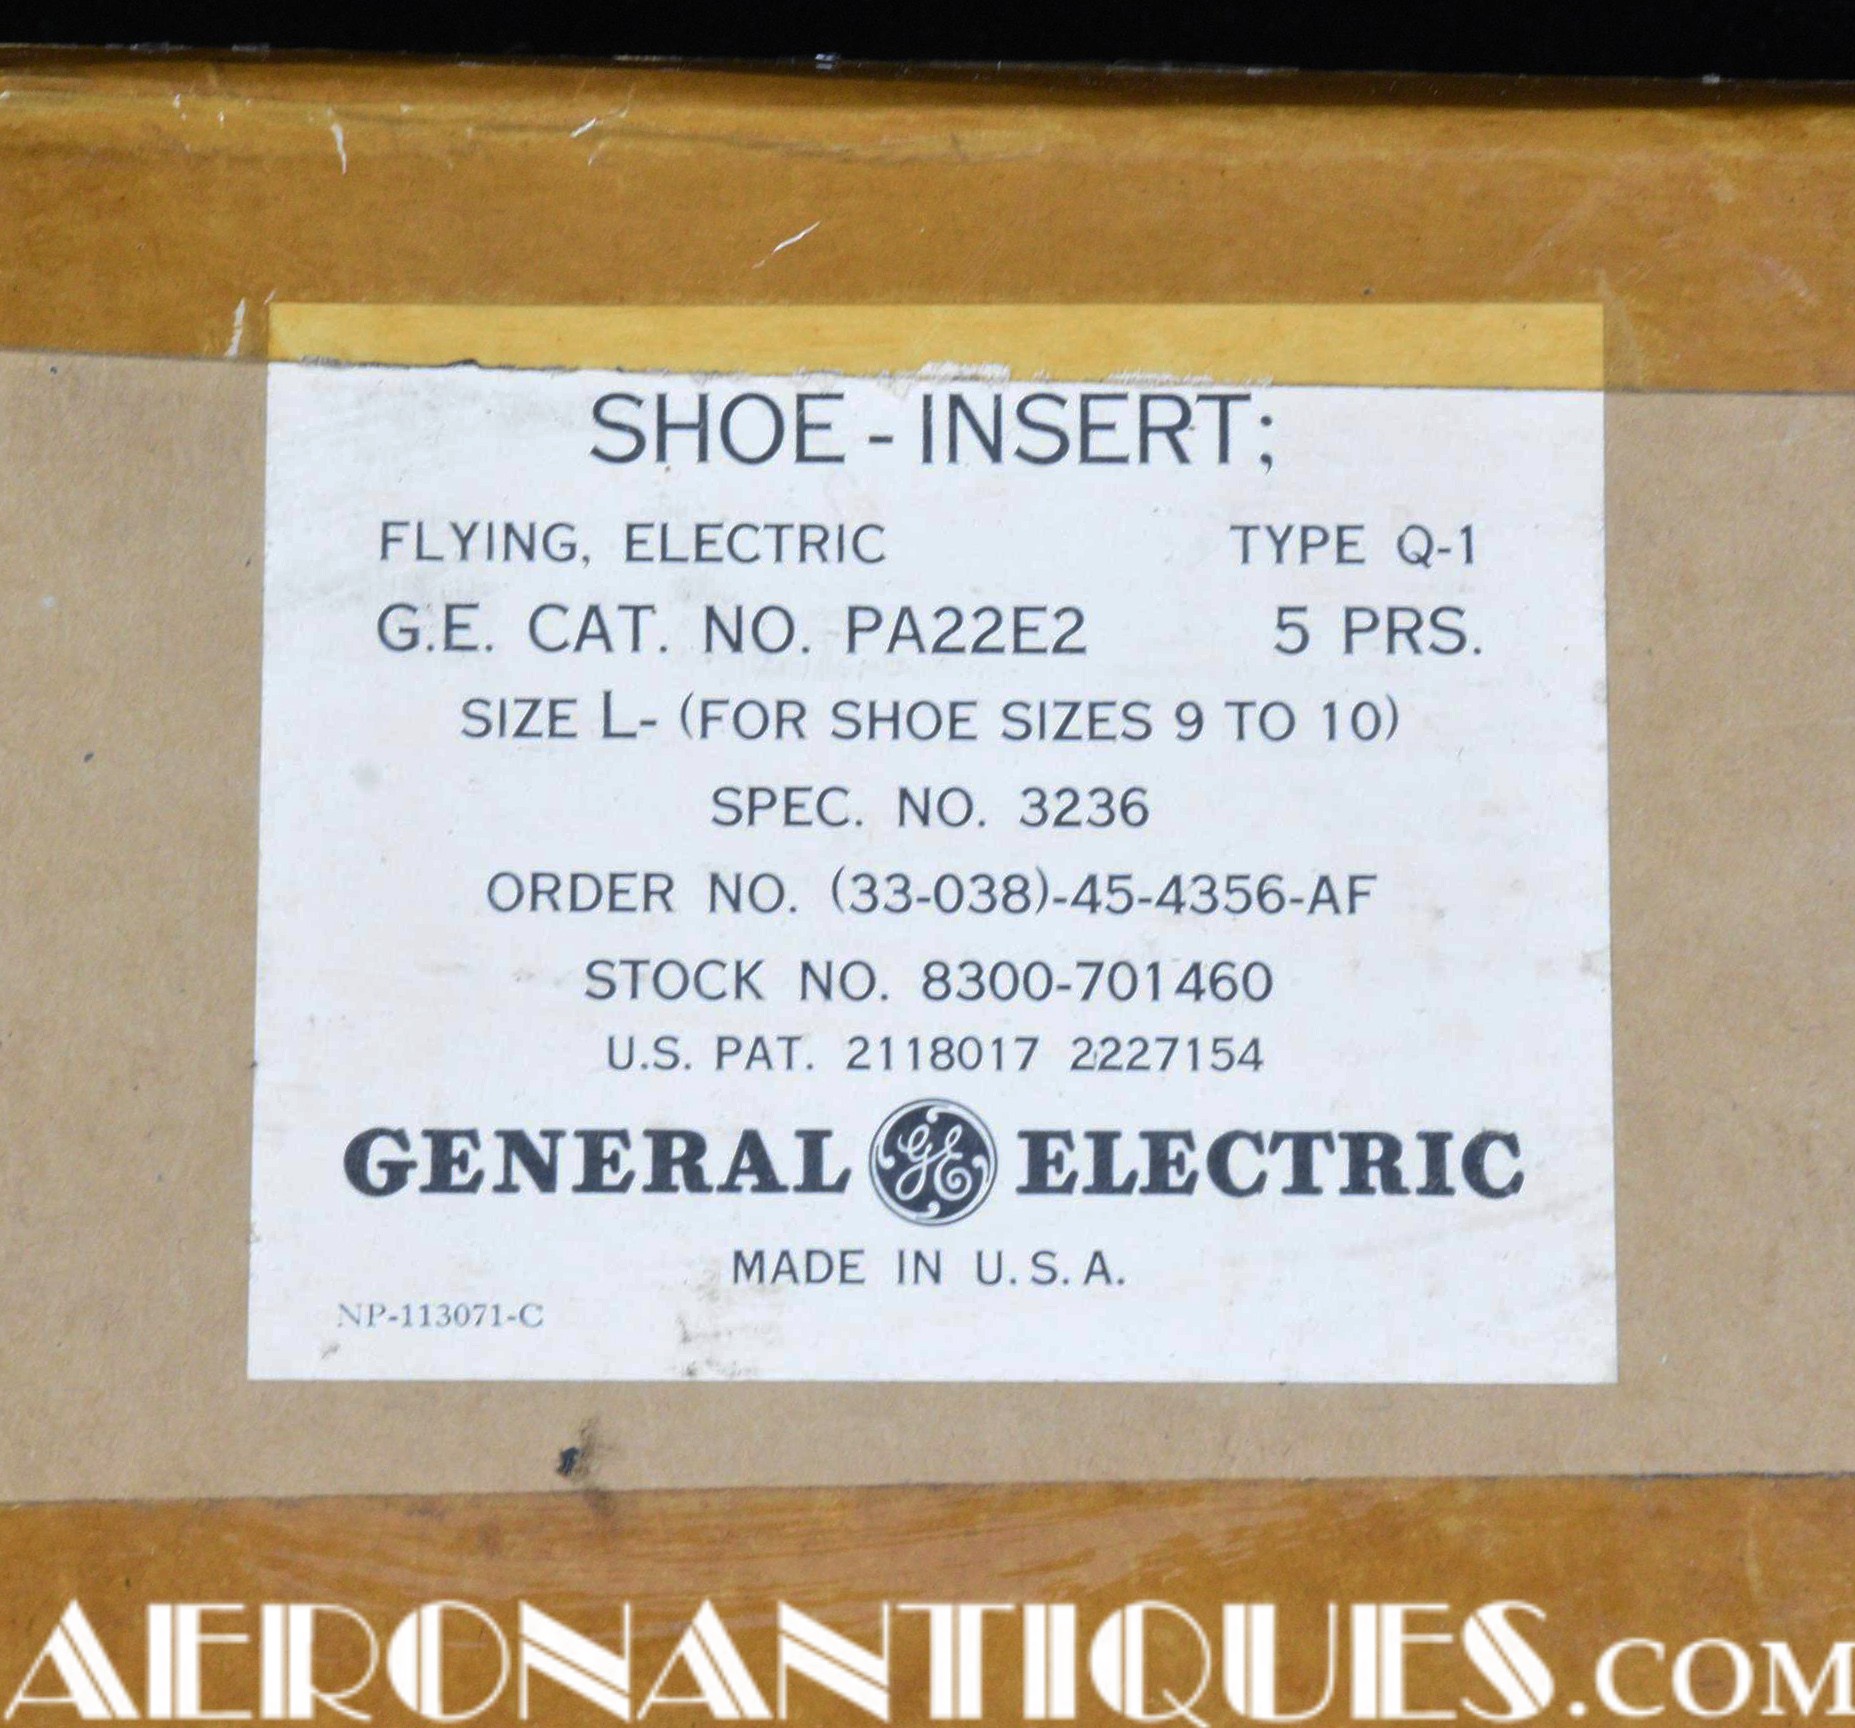 SHOE - INSERT;
FLYING, ELECTRIC TYPE Q-1
G.E. CAT. NO. PA22E2 5 PRS.
SIZE L- (FOR SHOE SIZES 9 TO 10)
SPEC. NO. 3236
ORDER NO. (33-038)-45-4356-AF
STOCK NO. 8300-701460
U.S. PAT. 2118017 2227154
GENERAL GE ELECTRIC
MADE IN U.S.A.
NP-113071-C
AERONANTIQUES.COM